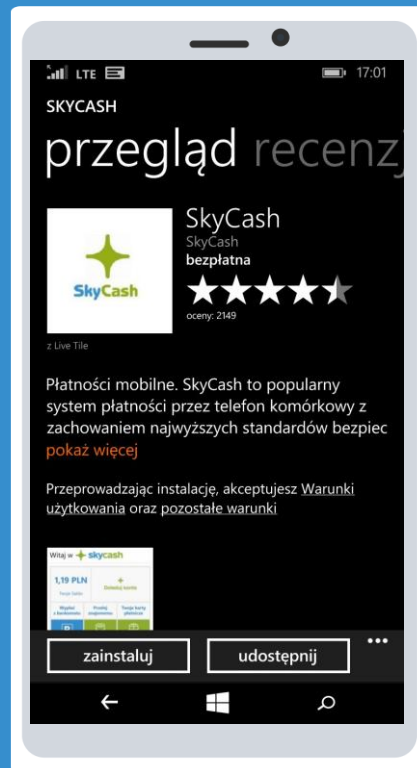 LTE 17:01
SKYCASH
przegląd recenzj
SkyCash
SkyCash
bezpłatna
SkyCash
oceny: 2149
z Live Tile
Płatności mobilne. SkyCash to popularny
system płatności przez telefon komórkowy z
zachowaniem najwyższych standardów bezpiec
pokaż więcej
Przeprowadzając instalację, akceptujesz Warunki
użytkowania oraz pozostałe warunki
Witaj w skycash
1,19 PLN
Doładuj konto
zainstaluj udostępnij